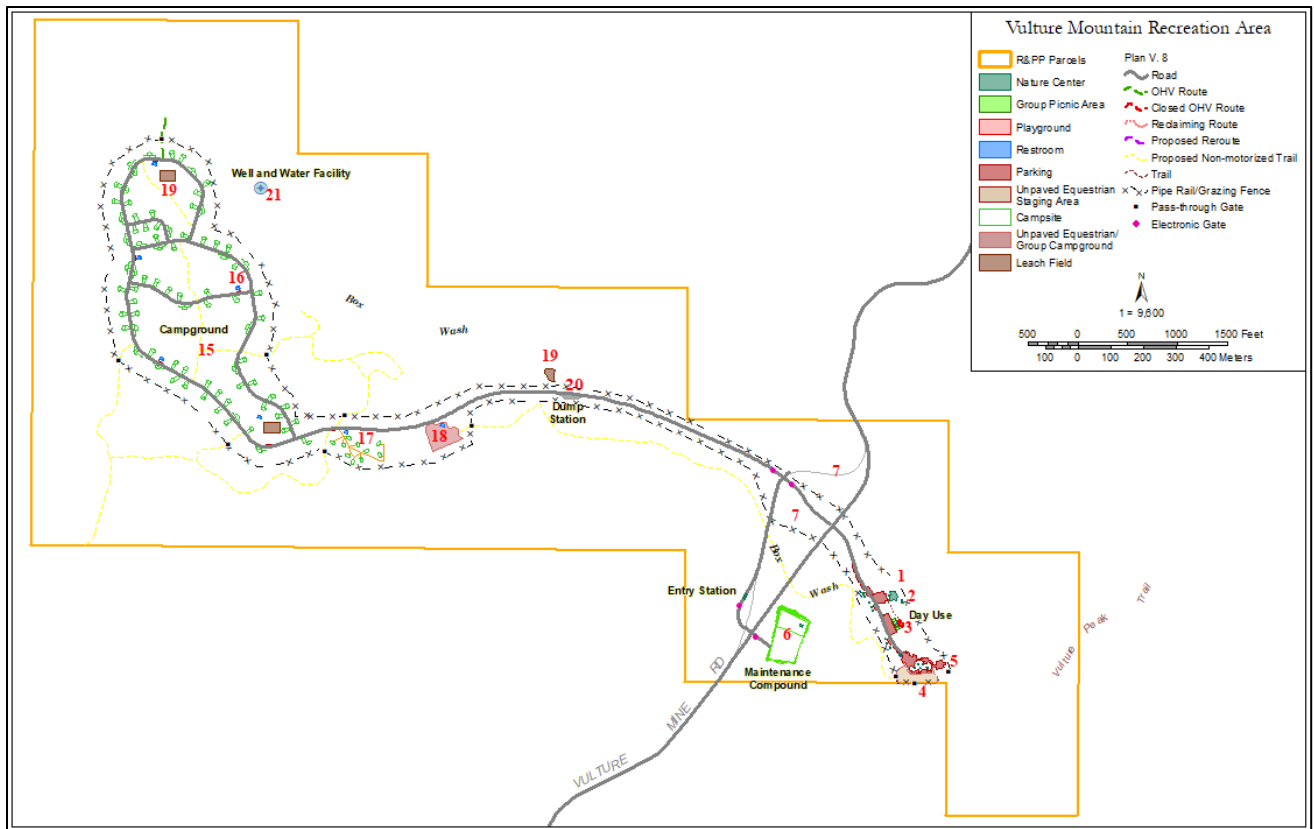 Vulture Mountain Recreation Area
R&PP Parcels
Nature Center
Group Picnic Area
Playground
Restroom
Parking
Unpaved Equestrian
Staging Area
Campsite
Unpaved Equestrian/
Group Campground
Leach Field
Plan V. 8
Road
OHV Route
Closed OHV Route
Reclaiming Route
Proposed Reroute
Proposed Non-motorized Trail
Trail
Pipe Rail/Grazing Fence
Pass-through Gate
Electronic Gate
N
1 = 9,600
500 0 500 1000 1500 Feet
100 0 100 200 300 400 Meters
Well and Water Facility
19
21
16
Box
Wash
Campground
15
19
20
Dump
Station
17
18
7
7
Box
Wash
Entry Station
1
2
Day Use
3
6
5
4
Maintenance
Compound
Vulture Peak Trail
VULTURE MINE RD